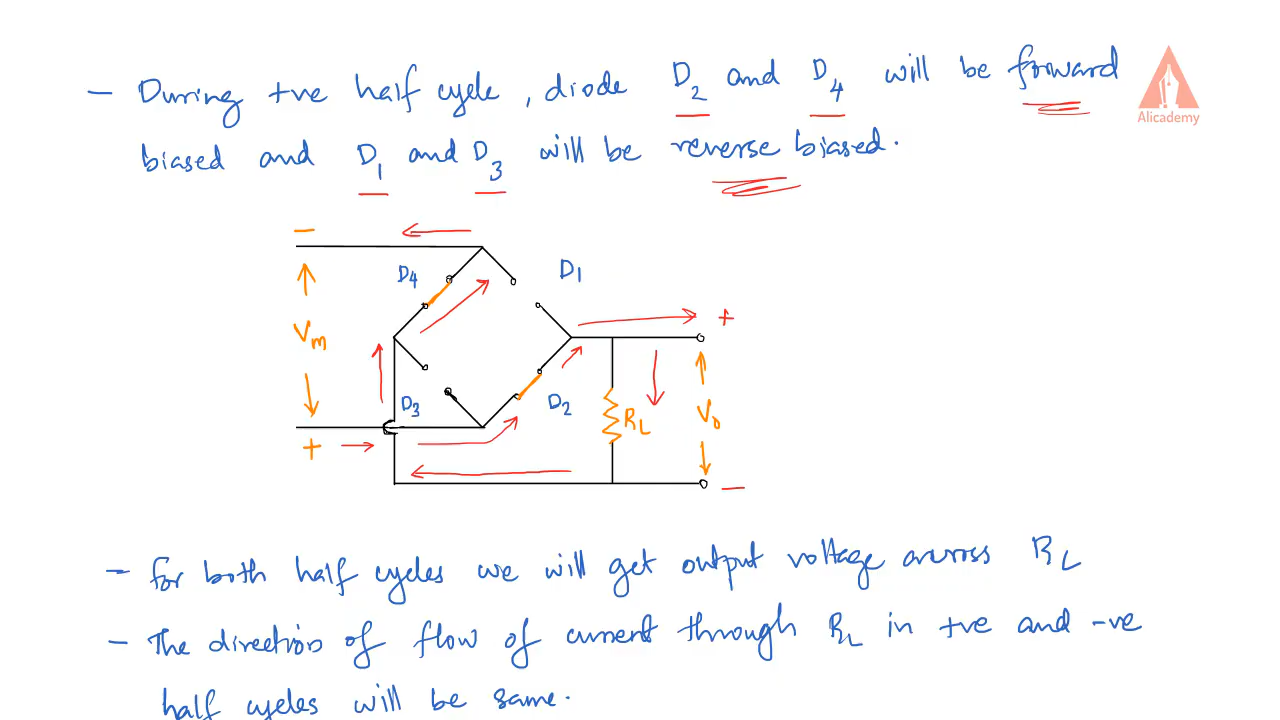 - During +ve half cycle, diode D2 and D4 will be forward
biased and D1 and D3 will be reverse biased.
Alicademy
-
D4
D1
+
Vm
D3
D2
RL
Vo
+
-
- for both half cycles we will get output voltage across RL
- The direction of flow of current through RL in +ve and -ve
half cycles will be same.